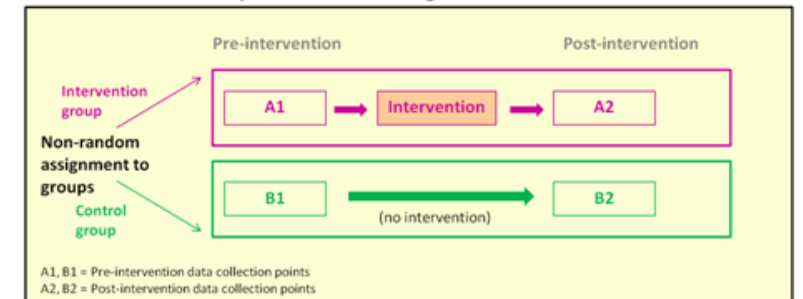 Pre-intervention
Post-intervention
Intervention
group
A1
Intervention
A2
Non-random
assignment to
groups
B1
B2
(no intervention)
Control
group
A1, B1 = Pre-intervention data collection points
A2, B2 = Post-intervention data collection points